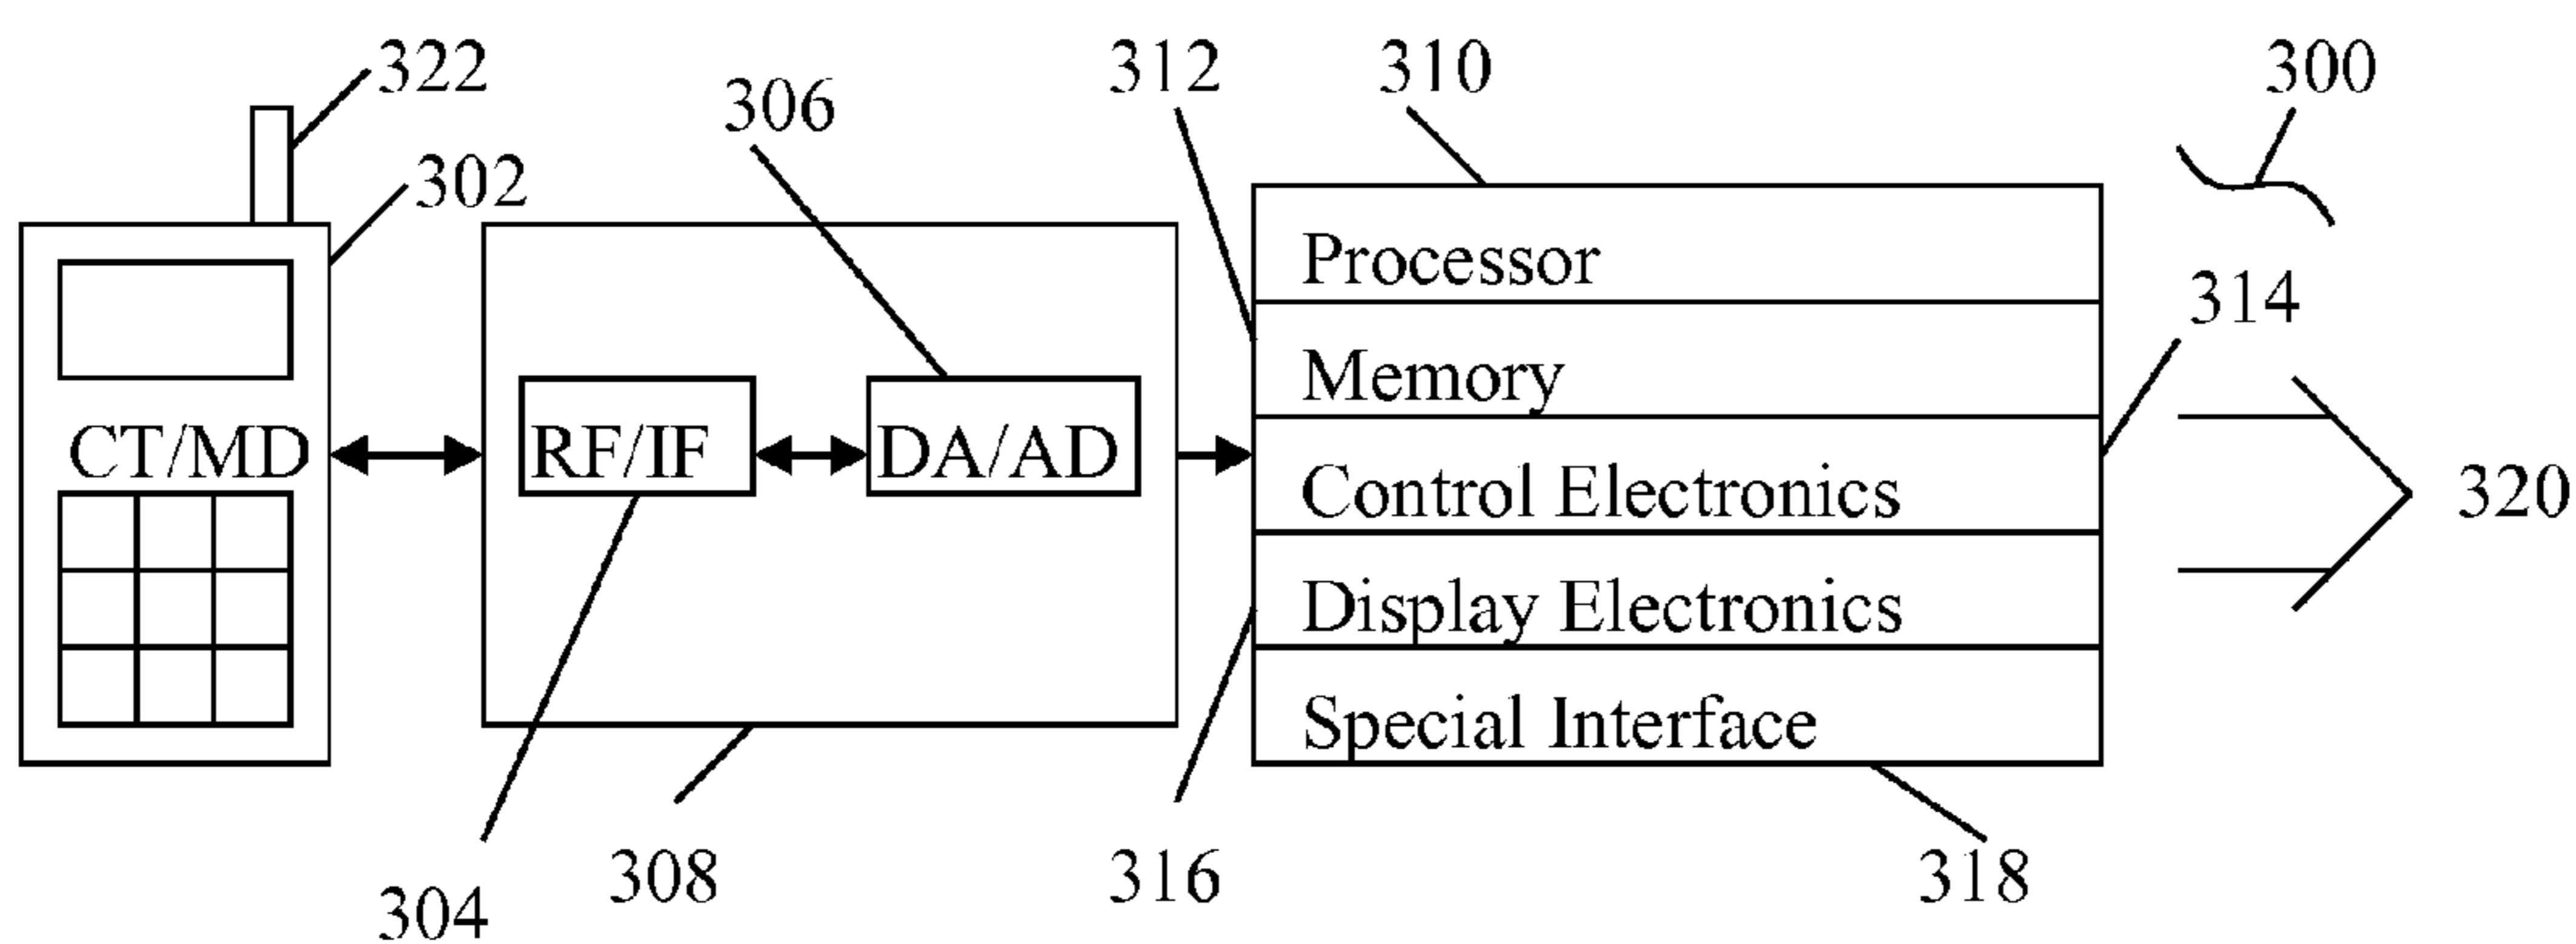 322
312
310
300
306
302
Processor
314
Memory
CT/MD
RF/IF
DA/AD
Control Electronics
320
Display Electronics
Special Interface
308
316
318
304